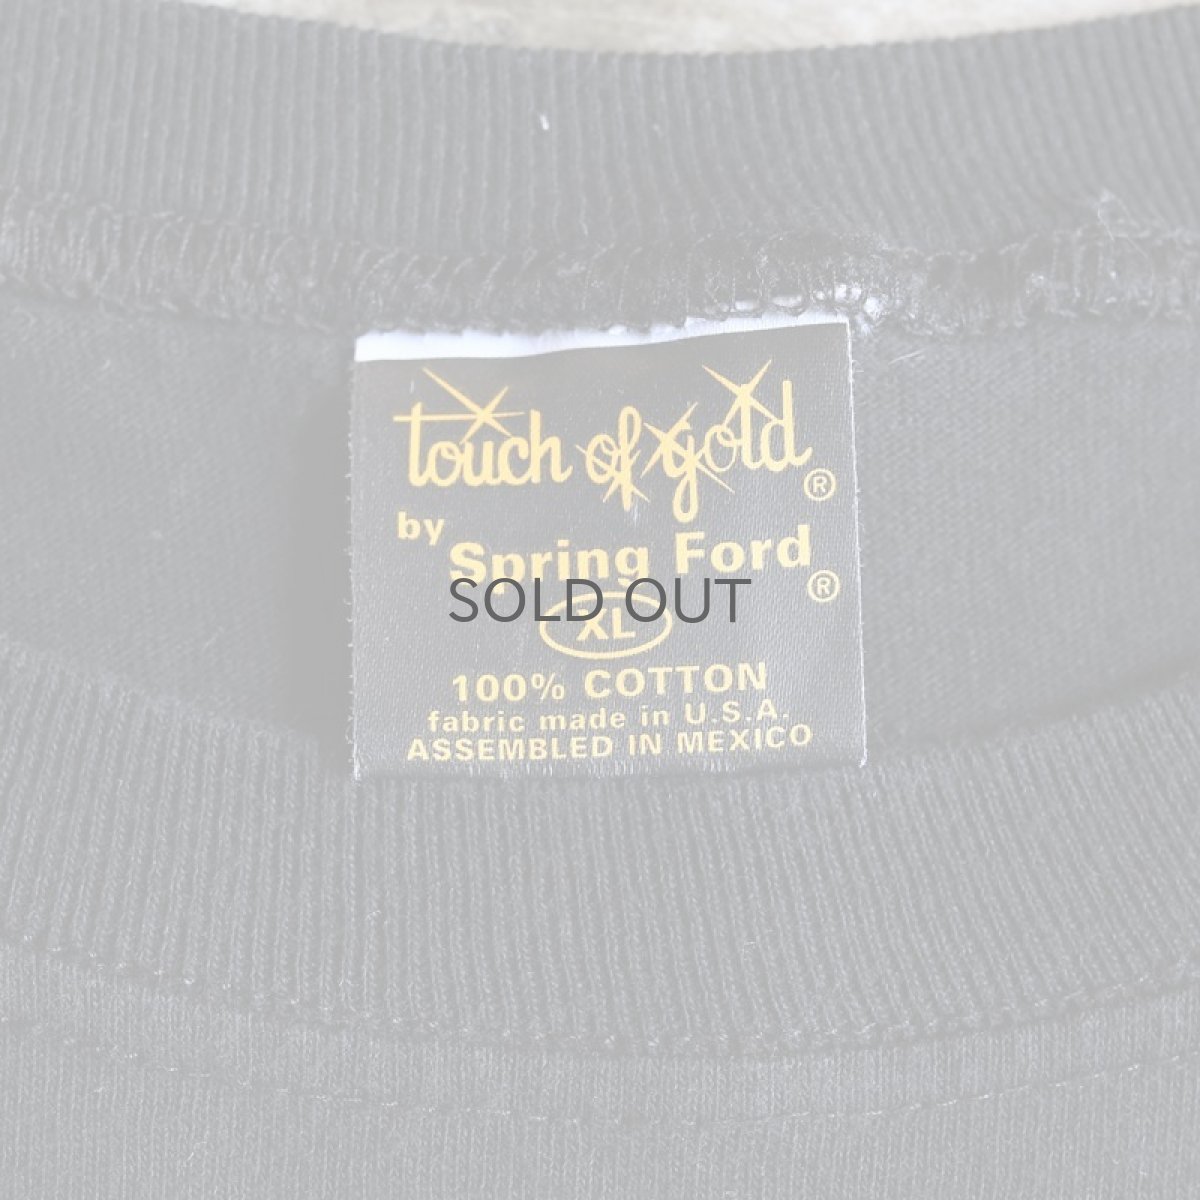 touch of gold®
by
Spring Ford®
SOLD OUT
XL
100% COTTON
fabric made in U.S.A.
ASSEMBLED IN MEXICO